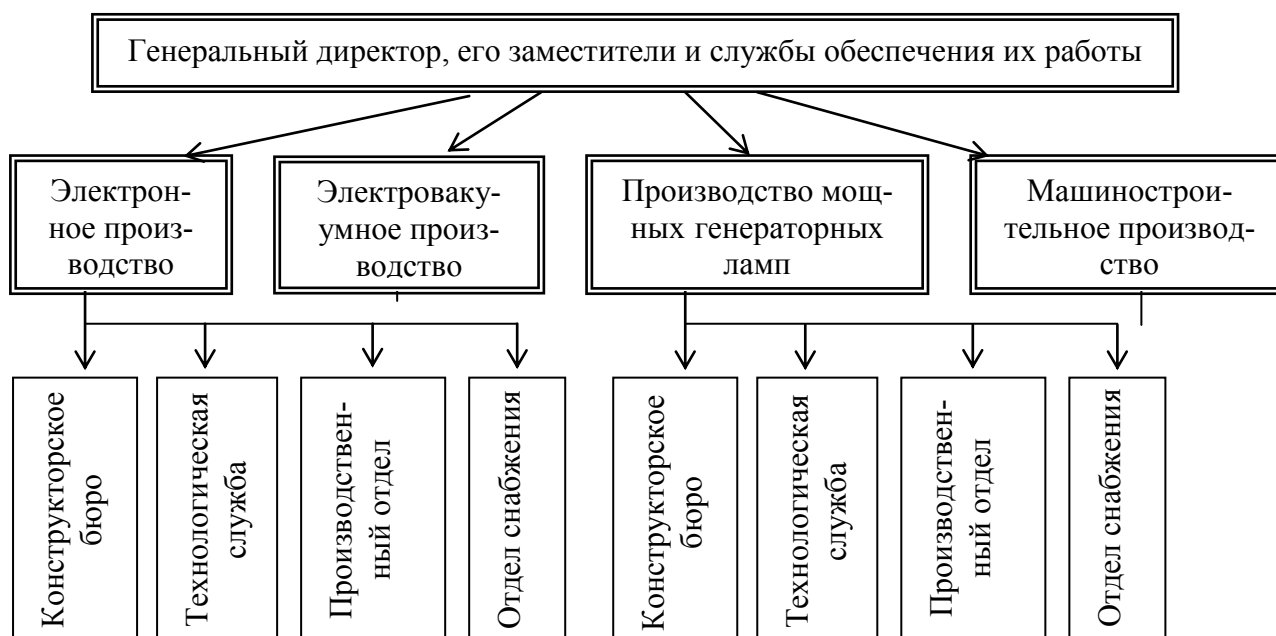 Генеральный директор, его заместители и службы обеспечения их работы
Электрон-
ное произ-
водство
Электроваку-
умное произ-
водство
Производство мощ-
ных генераторных
ламп
Машинострои-
тельное производ-
ство
Конструкторское
бюро
Технологическая
служба
Производствен-
ный отдел
Отдел снабжения
Конструкторское
бюро
Технологическая
служба
Производствен-
ный отдел
Отдел снабжения